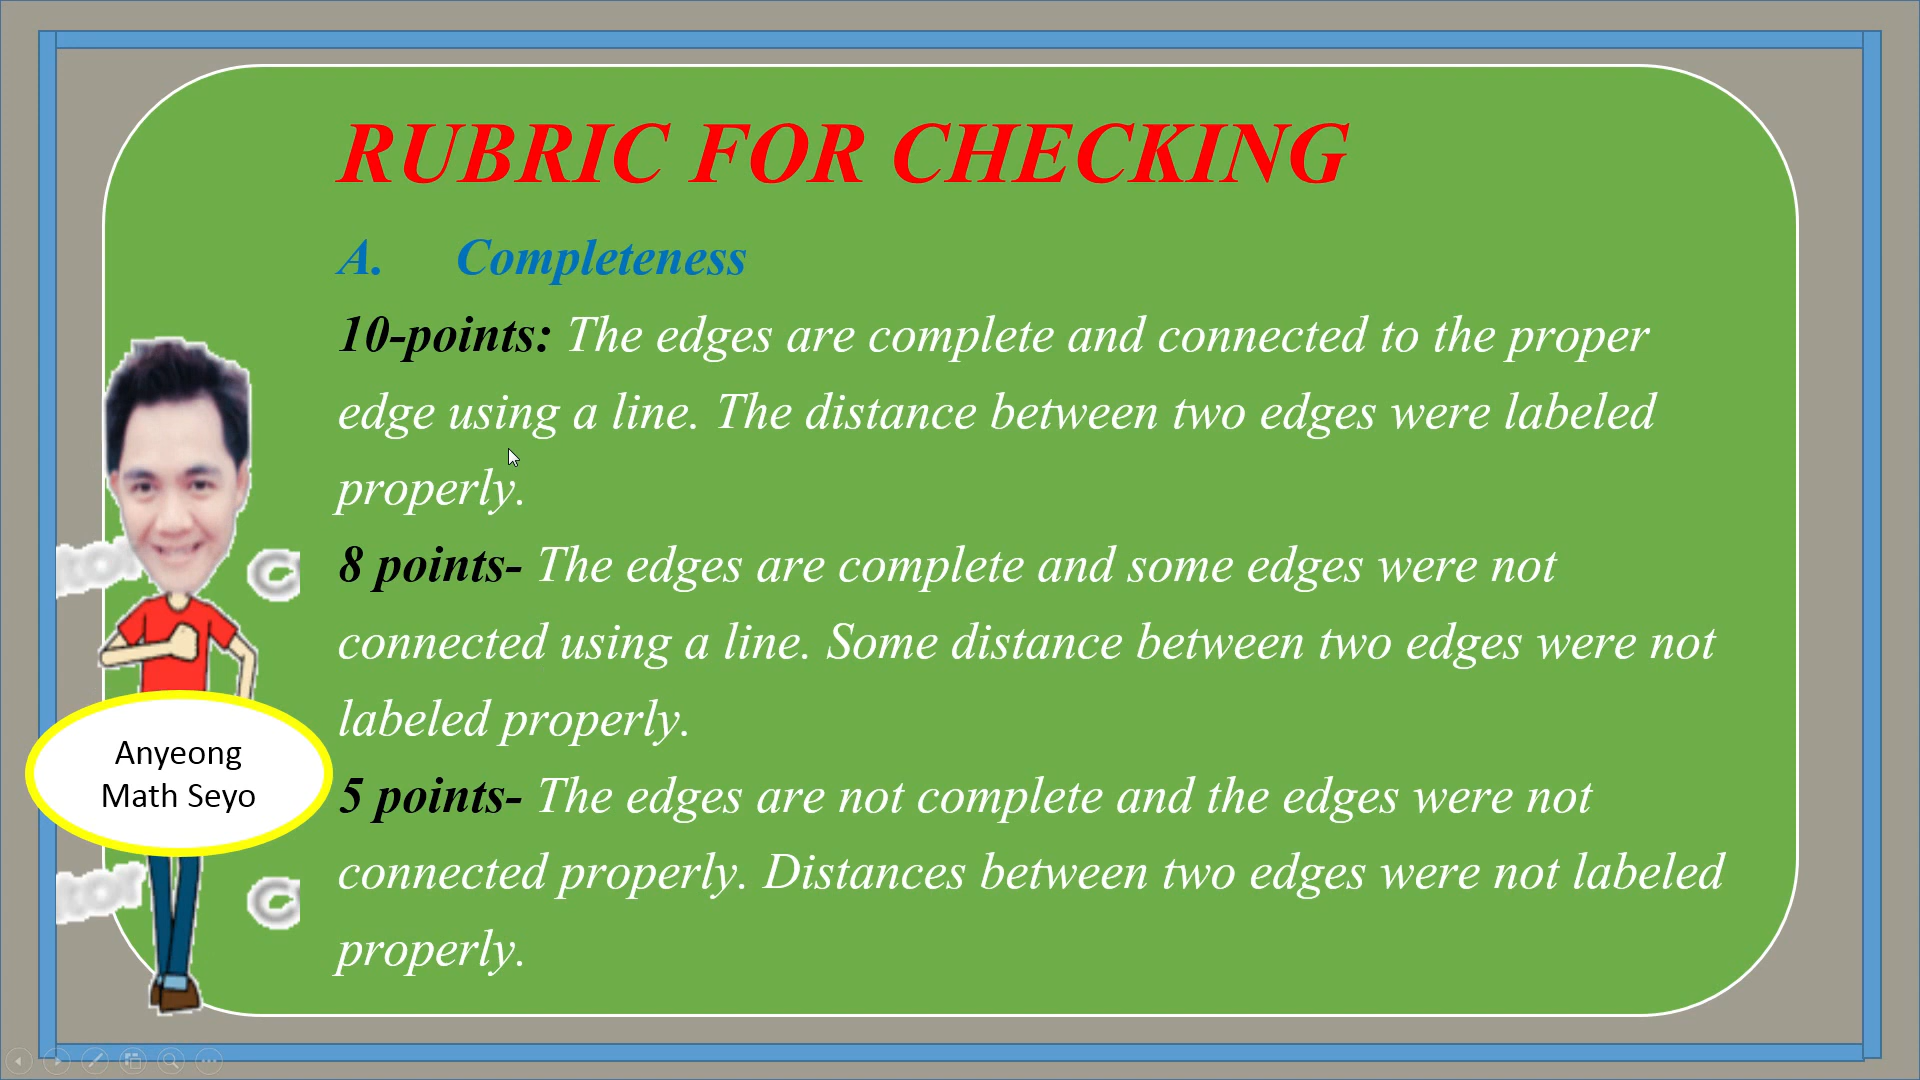 RUBRIC FOR CHECKING
A. Completeness
10-points: The edges are complete and connected to the proper
edge using a line. The distance between two edges were labeled
properly.
8 points- The edges are complete and some edges were not
connected using a line. Some distance between two edges were not
labeled properly.
5 points- The edges are not complete and the edges were not
connected properly. Distances between two edges were not labeled
properly.
Anyeong
Math Seyo